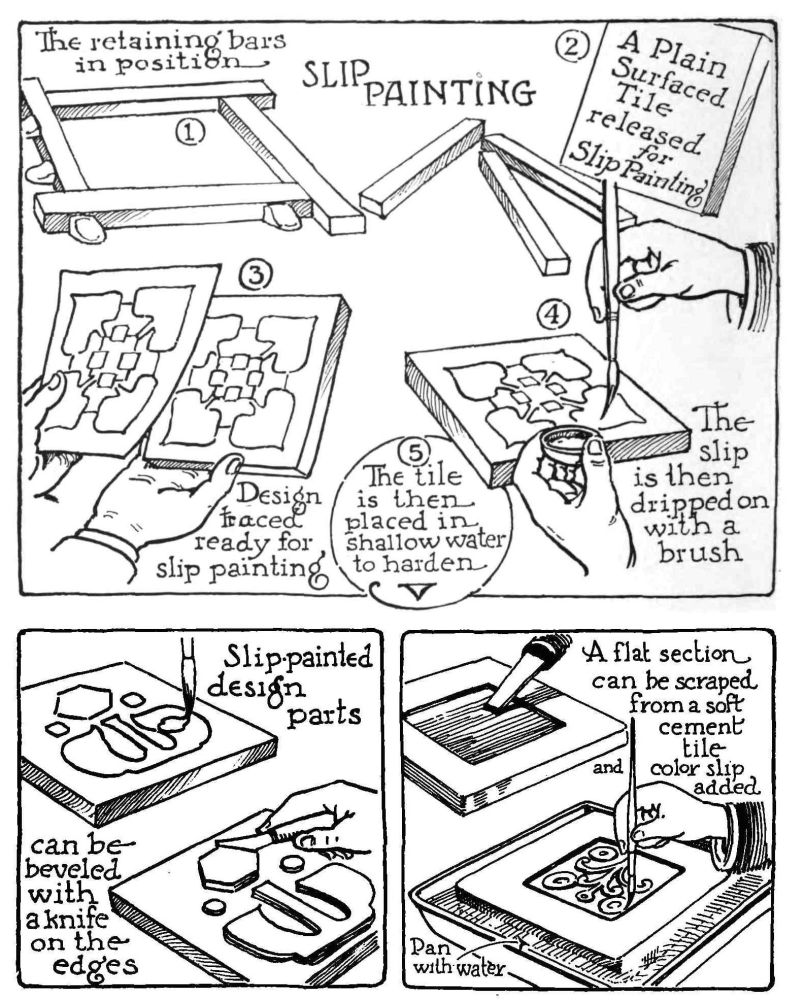 The retaining bars
in position
SLIP
PAINTING
1
2
A Plain
Surfaced
Tile
released
for
Slip Painting
3
Design
traced
ready for
slip painting
4
The
slip
is then
dripped on
with a
brush
5
The tile
is then
placed in
shallow water
to harden
Slip-painted
design
parts
can be
beveled
with
a knife
on the
edges
A flat section
can be scraped
from a soft
cement
tile
and color slip
added
Pan
with water